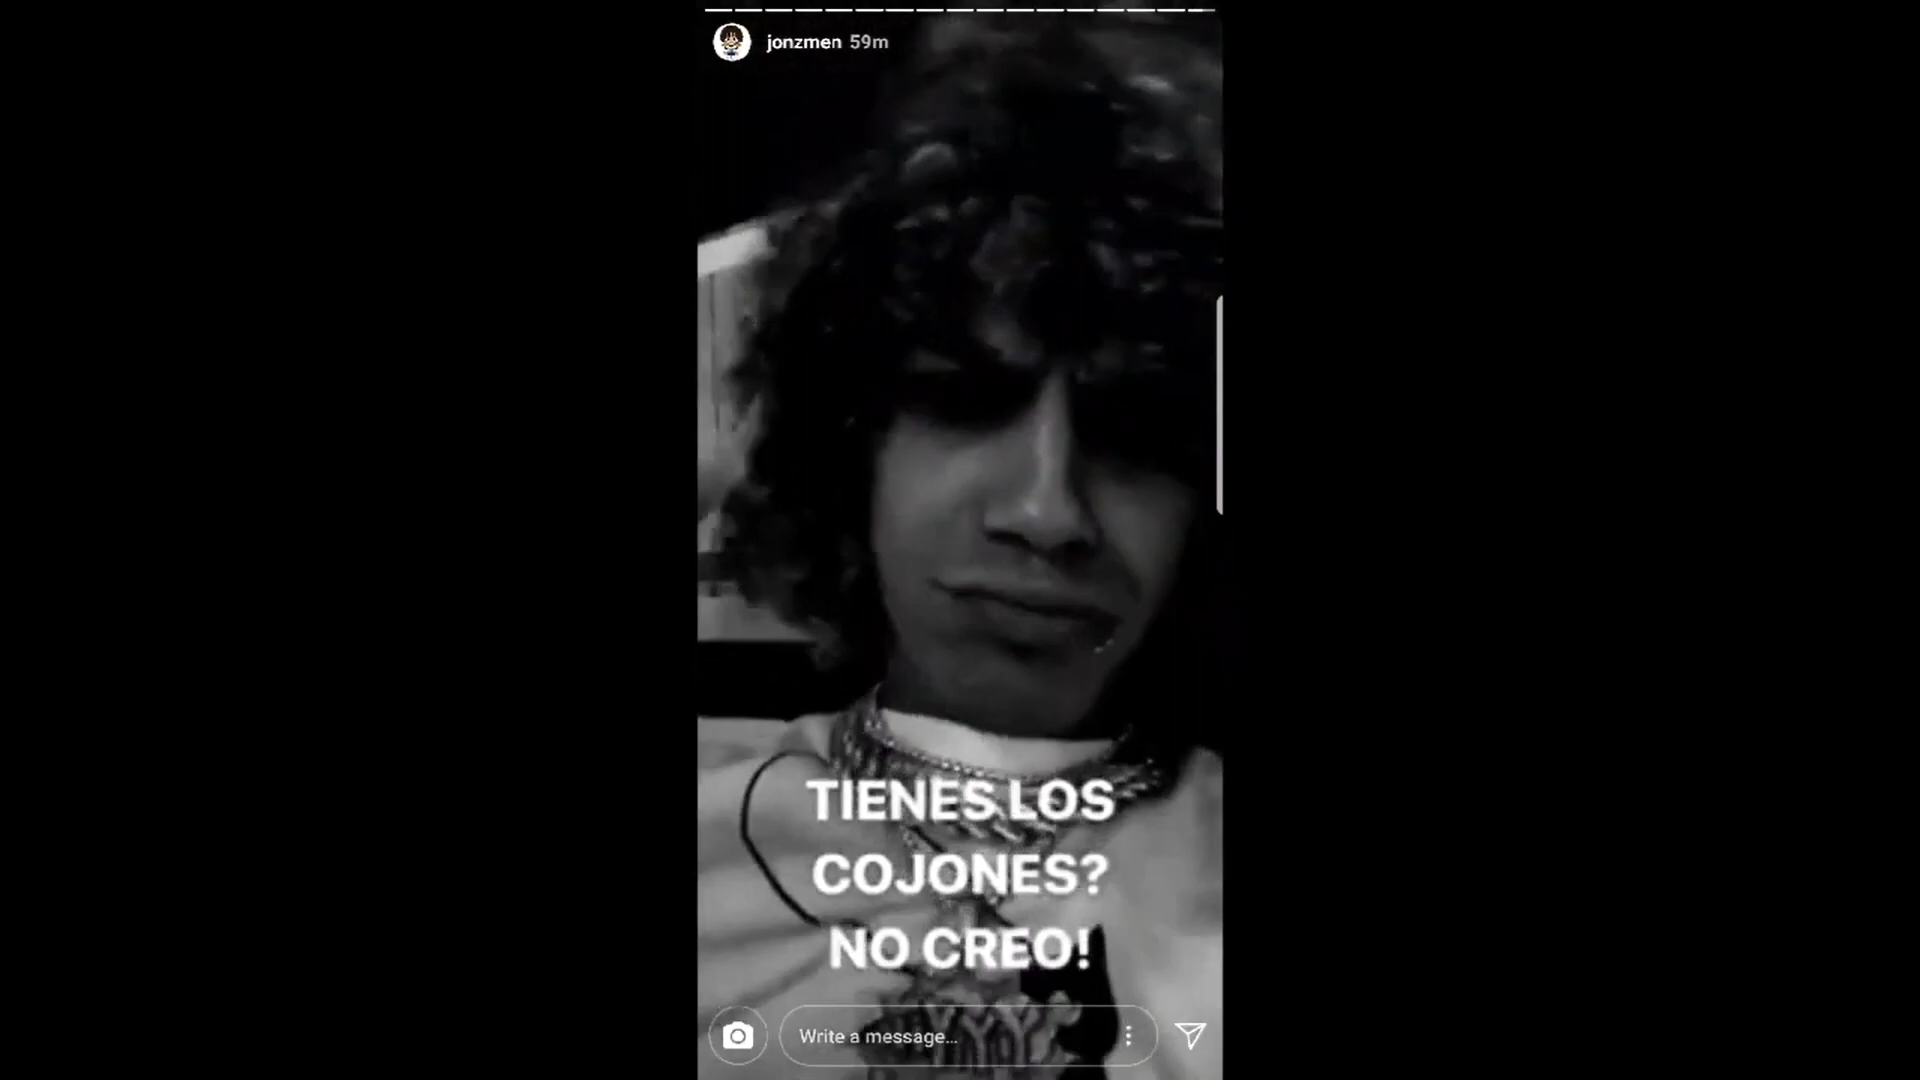 jonzmen 59m
TIENES LOS
COJONES?
NO CREO!
Write a message...